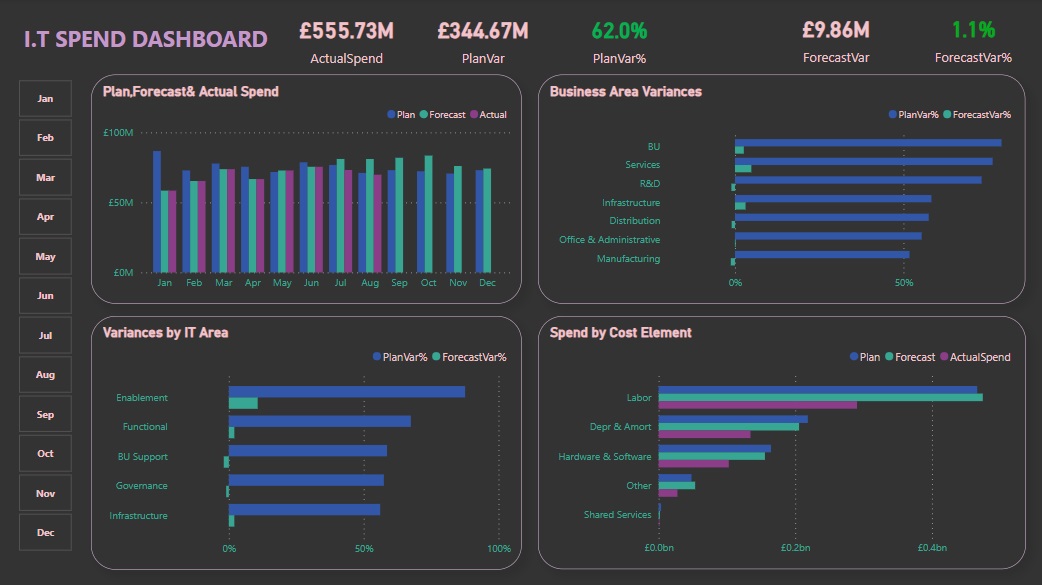 I.T SPEND DASHBOARD
£555.73M
ActualSpend
£344.67M
PlanVar
62.0%
PlanVar%
£9.86M
ForecastVar
1.1%
ForecastVar%
Jan
Feb
Mar
Apr
May
Jun
Jul
Aug
Sep
Oct
Nov
Dec
Plan,Forecast& Actual Spend
Plan Forecast Actual
£100M
£50M
£0M
Jan Feb Mar Apr May Jun Jul Aug Sep Oct Nov Dec
Business Area Variances
PlanVar% ForecastVar%
BU
Services
R&D
Infrastructure
Distribution
Office & Administrative
Manufacturing
0% 50%
Variances by IT Area
PlanVar% ForecastVar%
Enablement
Functional
BU Support
Governance
Infrastructure
0% 50% 100%
Spend by Cost Element
Plan Forecast ActualSpend
Labor
Depr & Amort
Hardware & Software
Other
Shared Services
£0.0bn £0.2bn £0.4bn